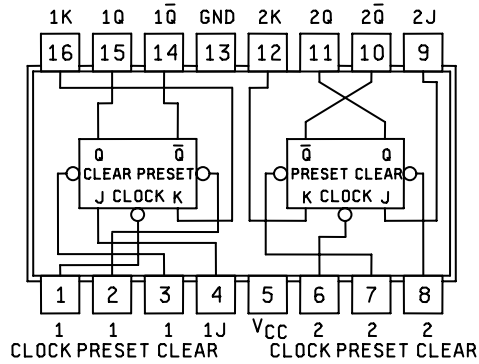 1K 1Q 1Q̅ GND 2K 2Q 2Q̅ 2J
16 15 14 13 12 11 10 9
Q Q̅ Q̅ Q
CLEAR PRESET PRESET CLEAR
J CLOCK K K CLOCK J
1 2 3 4 5 6 7 8
1 1 1 1J VCC 2 2 2
CLOCK PRESET CLEAR CLOCK PRESET CLEAR